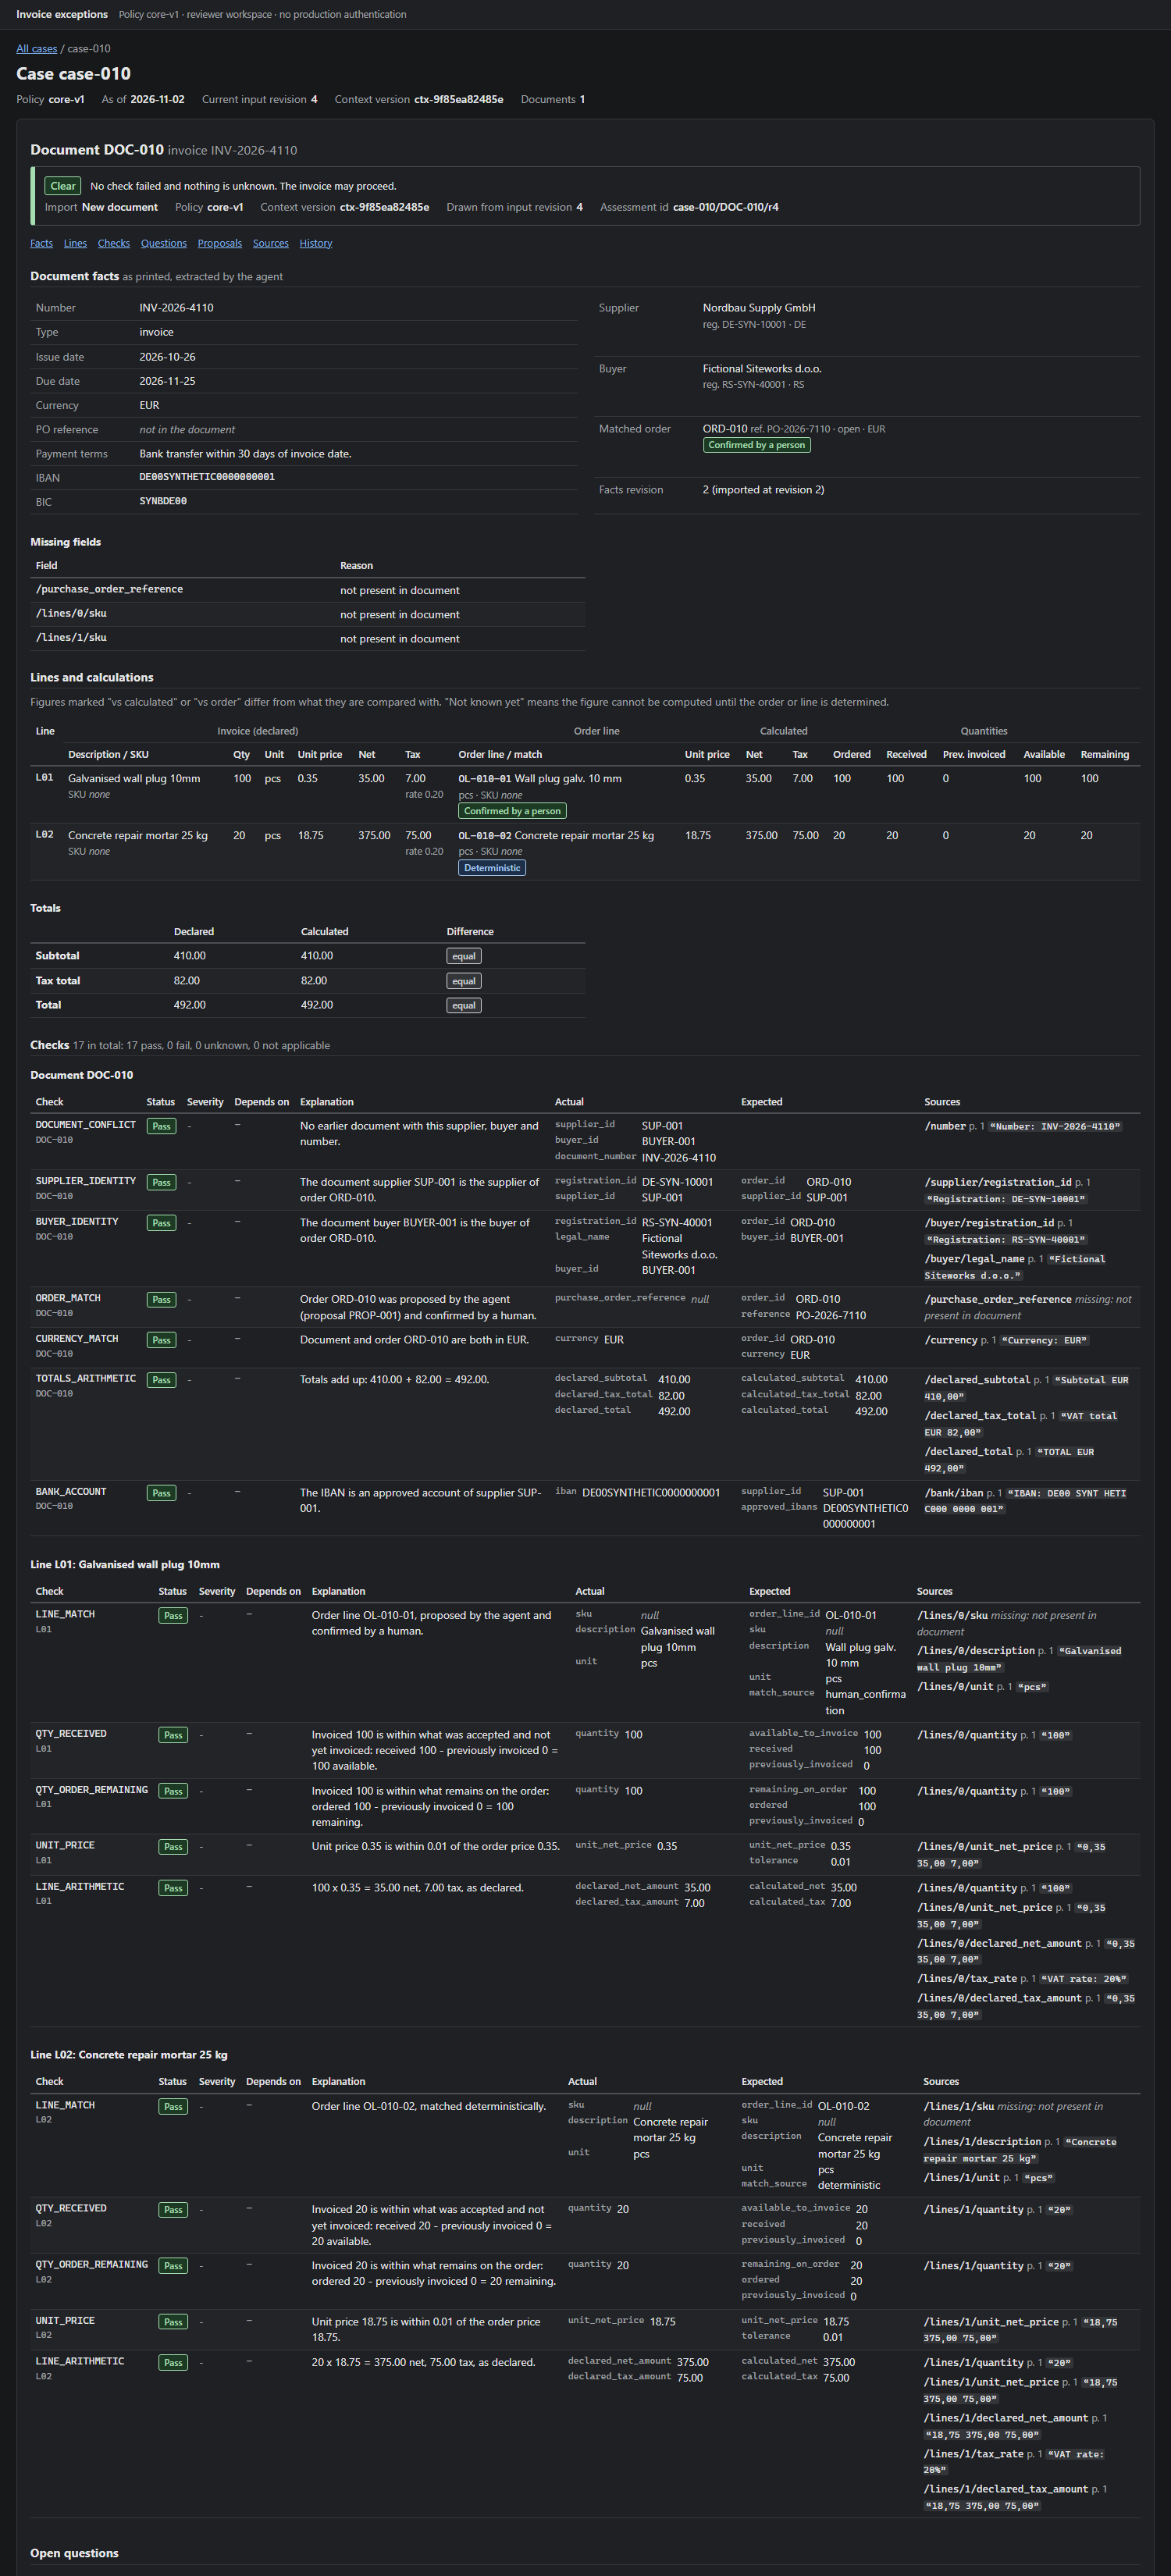 Invoice exceptions Policy core-v1 · reviewer workspace · no production authentication
All cases / case-010
Case case-010
Policy core-v1 As of 2026-11-02 Current input revision 4 Context version ctx-9f85ea82485e Documents 1
Document DOC-010 invoice INV-2026-4110
Clear No check failed and nothing is unknown. The invoice may proceed.
Import New document Policy core-v1 Context version ctx-9f85ea82485e Drawn from input revision 4 Assessment id case-010/DOC-010/r4
Facts Lines Checks Questions Proposals Sources History
Document facts as printed, extracted by the agent
Number INV-2026-4110
Type invoice
Issue date 2026-10-26
Due date 2026-11-25
Currency EUR
PO reference not in the document
Payment terms Bank transfer within 30 days of invoice date.
IBAN DE00SYNTHETIC0000000001
BIC SYNBDE00
Supplier Nordbau Supply GmbH
reg. DE-SYN-10001 · DE
Buyer Fictional Siteworks d.o.o.
reg. RS-SYN-40001 · RS
Matched order ORD-010 ref. PO-2026-7110 · open · EUR
Confirmed by a person
Facts revision 2 (imported at revision 2)
Missing fields
Field Reason
/purchase_order_reference not present in document
/lines/0/sku not present in document
/lines/1/sku not present in document
Lines and calculations
Figures marked "vs calculated" or "vs order" differ from what they are compared with. "Not known yet" means the figure cannot be computed until the order or line is determined.
Line Invoice (declared) Order line Calculated Quantities
Description / SKU Qty Unit Unit price Net Tax Order line / match Unit price Net Tax Ordered Received Prev. invoiced Available Remaining
L01 Galvanised wall plug 10mm 100 pcs 0.35 35.00 7.00 OL-010-01 Wall plug galv. 10 mm 0.35 35.00 7.00 100 100 0 100 100
SKU none rate 0.20 pcs · SKU none
Confirmed by a person
L02 Concrete repair mortar 25 kg 20 pcs 18.75 375.00 75.00 OL-010-02 Concrete repair mortar 25 kg 18.75 375.00 75.00 20 20 0 20 20
SKU none rate 0.20 pcs · SKU none
Deterministic
Totals
Declared Calculated Difference
Subtotal 410.00 410.00 equal
Tax total 82.00 82.00 equal
Total 492.00 492.00 equal
Checks 17 in total: 17 pass, 0 fail, 0 unknown, 0 not applicable
Document DOC-010
Check Status Severity Depends on Explanation Actual Expected Sources
DOCUMENT_CONFLICT Pass - – No earlier document with this supplier, buyer and supplier_id SUP-001 /number p. 1 “Number: INV-2026-4110”
DOC-010 number. buyer_id BUYER-001
document_number INV-2026-4110
SUPPLIER_IDENTITY Pass - – The document supplier SUP-001 is the supplier of registration_id DE-SYN-10001 order_id ORD-010 /supplier/registration_id p. 1
DOC-010 order ORD-010. supplier_id SUP-001 supplier_id SUP-001 “Registration: DE-SYN-10001”
BUYER_IDENTITY Pass - – The document buyer BUYER-001 is the buyer of registration_id RS-SYN-40001 order_id ORD-010 /buyer/registration_id p. 1
DOC-010 order ORD-010. legal_name Fictional buyer_id BUYER-001 “Registration: RS-SYN-40001”
Siteworks d.o.o. /buyer/legal_name p. 1 “Fictional
buyer_id BUYER-001 Siteworks d.o.o.”
ORDER_MATCH Pass - – Order ORD-010 was proposed by the agent purchase_order_reference null order_id ORD-010 /purchase_order_reference missing: not
DOC-010 (proposal PROP-001) and confirmed by a human. reference PO-2026-7110 present in document
CURRENCY_MATCH Pass - – Document and order ORD-010 are both in EUR. currency EUR order_id ORD-010 /currency p. 1 “Currency: EUR”
DOC-010 currency EUR
TOTALS_ARITHMETIC Pass - – Totals add up: 410.00 + 82.00 = 492.00. declared_subtotal 410.00 calculated_subtotal 410.00 /declared_subtotal p. 1 “Subtotal EUR
DOC-010 declared_tax_total 82.00 calculated_tax_total 82.00 410,00”
declared_total 492.00 calculated_total 492.00 /declared_tax_total p. 1 “VAT total
EUR 82,00”
/declared_total p. 1 “TOTAL EUR
492,00”
BANK_ACCOUNT Pass - – The IBAN is an approved account of supplier SUP- iban DE00SYNTHETIC0000000001 supplier_id SUP-001 /bank/iban p. 1 “IBAN: DE00 SYNT HETI
DOC-010 001. approved_ibans DE00SYNTHETIC0 C000 0000 001”
000000001
Line L01: Galvanised wall plug 10mm
Check Status Severity Depends on Explanation Actual Expected Sources
LINE_MATCH Pass - – Order line OL-010-01, proposed by the agent and sku null order_line_id OL-010-01 /lines/0/sku missing: not present in
L01 confirmed by a human. description Galvanised wall sku null document
plug 10mm description Wall plug galv. /lines/0/description p. 1 “Galvanised
unit pcs 10 mm wall plug 10mm”
unit pcs /lines/0/unit p. 1 “pcs”
match_source human_confirma
tion
QTY_RECEIVED Pass - – Invoiced 100 is within what was accepted and not quantity 100 available_to_invoice 100 /lines/0/quantity p. 1 “100”
L01 yet invoiced: received 100 - previously invoiced 0 = received 100
100 available. previously_invoiced 0
QTY_ORDER_REMAINING Pass - – Invoiced 100 is within what remains on the order: quantity 100 remaining_on_order 100 /lines/0/quantity p. 1 “100”
L01 ordered 100 - previously invoiced 0 = 100 ordered 100
remaining. previously_invoiced 0
UNIT_PRICE Pass - – Unit price 0.35 is within 0.01 of the order price 0.35. unit_net_price 0.35 unit_net_price 0.35 /lines/0/unit_net_price p. 1 “0,35
L01 tolerance 0.01 35,00 7,00”
LINE_ARITHMETIC Pass - – 100 x 0.35 = 35.00 net, 7.00 tax, as declared. declared_net_amount 35.00 calculated_net 35.00 /lines/0/quantity p. 1 “100”
L01 declared_tax_amount 7.00 calculated_tax 7.00 /lines/0/unit_net_price p. 1 “0,35
35,00 7,00”
/lines/0/declared_net_amount p. 1 “0,35
35,00 7,00”
/lines/0/tax_rate p. 1 “VAT rate: 20%”
/lines/0/declared_tax_amount p. 1 “0,35
35,00 7,00”
Line L02: Concrete repair mortar 25 kg
Check Status Severity Depends on Explanation Actual Expected Sources
LINE_MATCH Pass - – Order line OL-010-02, matched deterministically. sku null order_line_id OL-010-02 /lines/1/sku missing: not present in
L02 description Concrete repair sku null document
mortar 25 kg description Concrete repair /lines/1/description p. 1 “Concrete
unit pcs mortar 25 kg repair mortar 25 kg”
unit pcs /lines/1/unit p. 1 “pcs”
match_source deterministic
QTY_RECEIVED Pass - – Invoiced 20 is within what was accepted and not quantity 20 available_to_invoice 20 /lines/1/quantity p. 1 “20”
L02 yet invoiced: received 20 - previously invoiced 0 = received 20
20 available. previously_invoiced 0
QTY_ORDER_REMAINING Pass - – Invoiced 20 is within what remains on the order: quantity 20 remaining_on_order 20 /lines/1/quantity p. 1 “20”
L02 ordered 20 - previously invoiced 0 = 20 remaining. ordered 20
previously_invoiced 0
UNIT_PRICE Pass - – Unit price 18.75 is within 0.01 of the order price unit_net_price 18.75 unit_net_price 18.75 /lines/1/unit_net_price p. 1 “18,75
L02 18.75. tolerance 0.01 375,00 75,00”
LINE_ARITHMETIC Pass - – 20 x 18.75 = 375.00 net, 75.00 tax, as declared. declared_net_amount 375.00 calculated_net 375.00 /lines/1/quantity p. 1 “20”
L02 declared_tax_amount 75.00 calculated_tax 75.00 /lines/1/unit_net_price p. 1 “18,75
375,00 75,00”
/lines/1/declared_net_amount p. 1
“18,75 375,00 75,00”
/lines/1/tax_rate p. 1 “VAT rate:
20%”
/lines/1/declared_tax_amount p. 1
“18,75 375,00 75,00”
Open questions